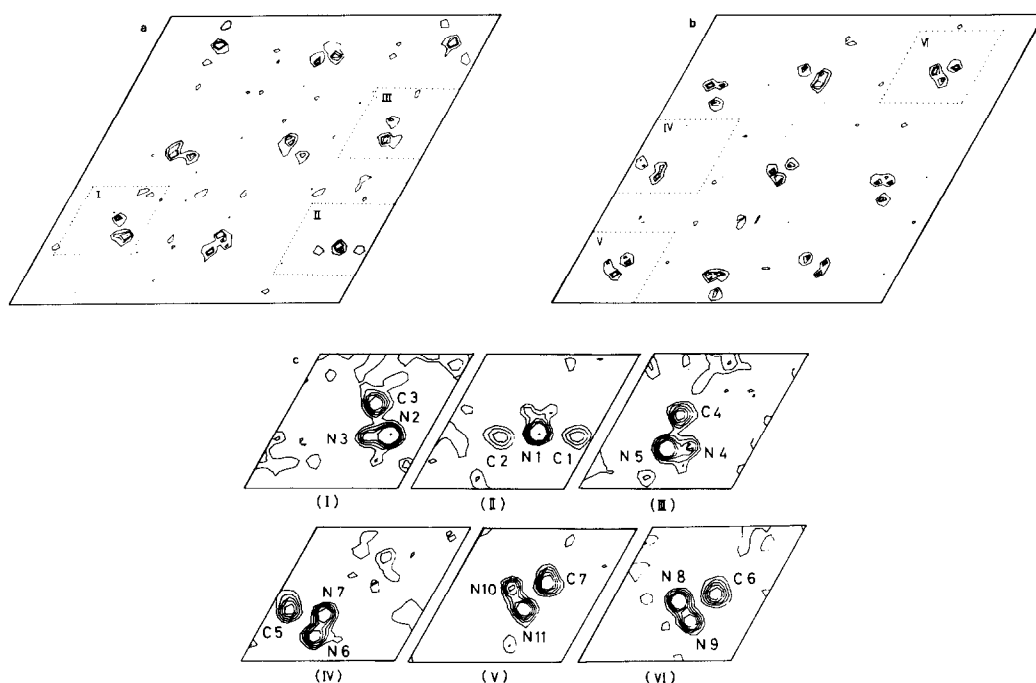 a
b
III
I
II
VI
IV
V
c
C3
N2
N3
C2
N1
C1
C4
N5
N4
(I)
(II)
(III)
N7
C5
N6
N10
C7
N11
N8
C6
N9
(IV)
(V)
(VI)